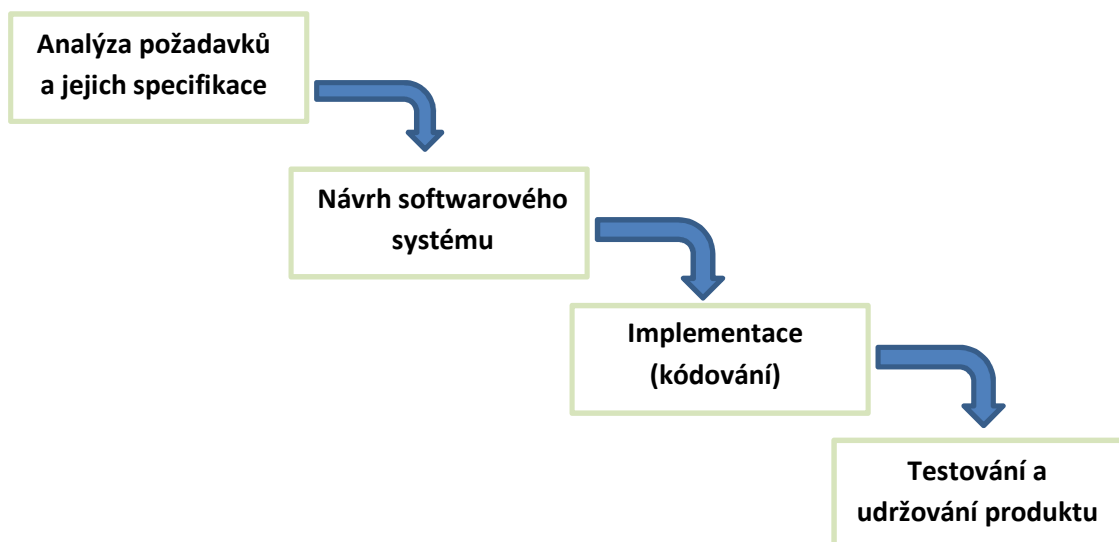 Analýza požadavků
a jejich specifikace
Návrh softwarového
systému
Implementace
(kódování)
Testování a
udržování produktu